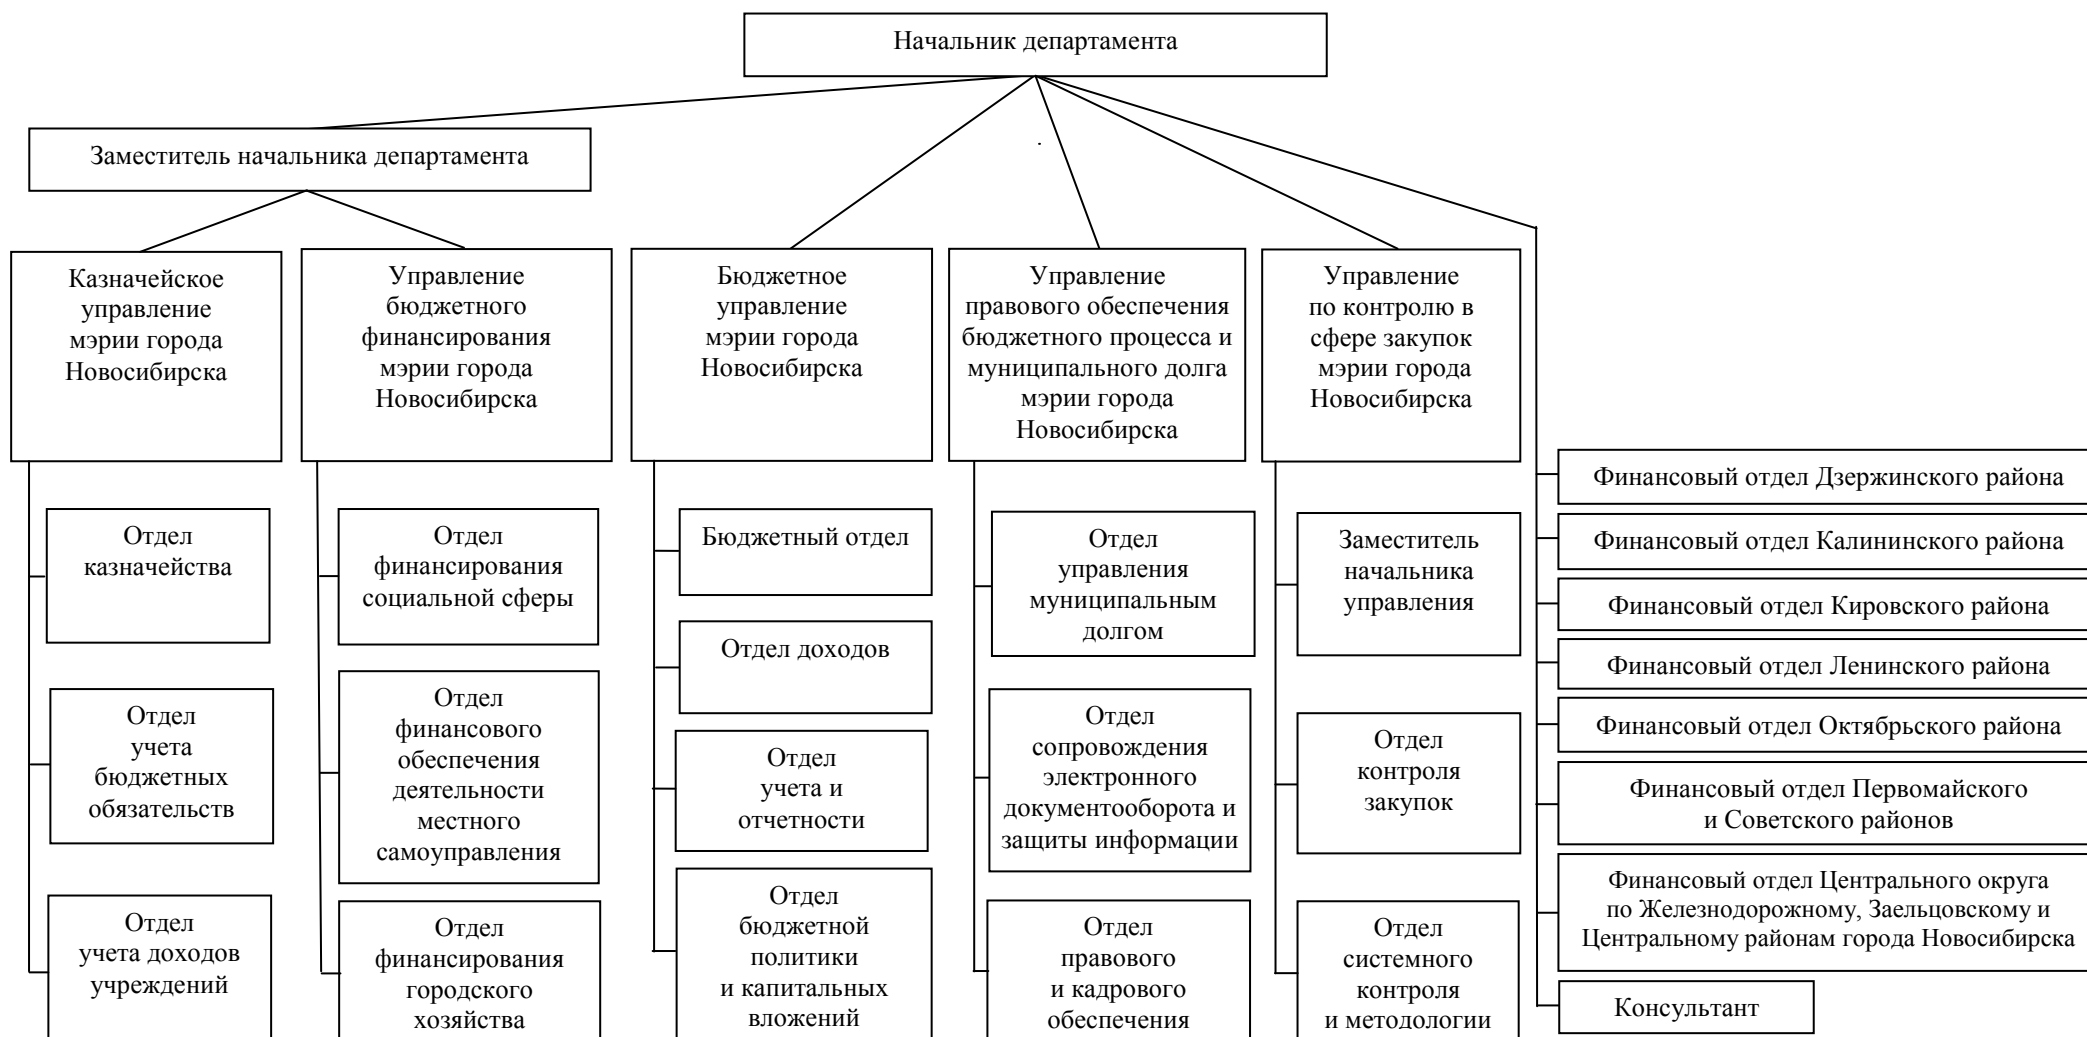 Начальник департамента
Заместитель начальника департамента
Казначейское
управление
мэрии города
Новосибирска
Управление
бюджетного
финансирования
мэрии города
Новосибирска
Бюджетное
управление
мэрии города
Новосибирска
Управление
правового обеспечения
бюджетного процесса и
муниципального долга
мэрии города
Новосибирска
Управление
по контролю в
сфере закупок
мэрии города
Новосибирска
Отдел
казначейства
Отдел
учета
бюджетных
обязательств
Отдел
учета доходов
учреждений
Отдел
финансирования
социальной сферы
Отдел
финансового
обеспечения
деятельности
местного
самоуправления
Отдел
финансирования
городского
хозяйства
Бюджетный отдел
Отдел доходов
Отдел
учета и
отчетности
Отдел
бюджетной
политики
и капитальных
вложений
Отдел
управления
муниципальным
долгом
Отдел
сопровождения
электронного
документооборота и
защиты информации
Отдел
правового
и кадрового
обеспечения
Заместитель
начальника
управления
Отдел
контроля
закупок
Отдел
системного
контроля
и методологии
Финансовый отдел Дзержинского района
Финансовый отдел Калининского района
Финансовый отдел Кировского района
Финансовый отдел Ленинского района
Финансовый отдел Октябрьского района
Финансовый отдел Первомайского
и Советского районов
Финансовый отдел Центрального округа
по Железнодорожному, Заельцовскому и
Центральному районам города Новосибирска
Консультант